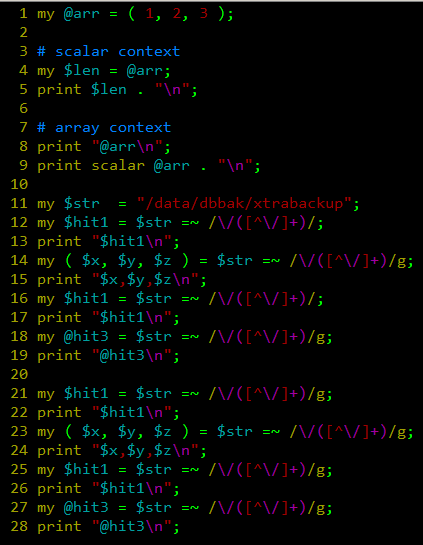 1 my @arr = ( 1, 2, 3 );
2
3 # scalar context
4 my $len = @arr;
5 print $len . "\n";
6
7 # array context
8 print "@arr\n";
9 print scalar @arr . "\n";
10
11 my $str  = "/data/dbbak/xtrabackup";
12 my $hit1 = $str =~ /\/([^\/]+)/;
13 print "$hit1\n";
14 my ( $x, $y, $z ) = $str =~ /\/([^\/]+)/g;
15 print "$x,$y,$z\n";
16 my $hit1 = $str =~ /\/([^\/]+)/;
17 print "$hit1\n";
18 my @hit3 = $str =~ /\/([^\/]+)/g;
19 print "@hit3\n";
20
21 my $hit1 = $str =~ /\/([^\/]+)/g;
22 print "$hit1\n";
23 my ( $x, $y, $z ) = $str =~ /\/([^\/]+)/g;
24 print "$x,$y,$z\n";
25 my $hit1 = $str =~ /\/([^\/]+)/g;
26 print "$hit1\n";
27 my @hit3 = $str =~ /\/([^\/]+)/g;
28 print "@hit3\n";